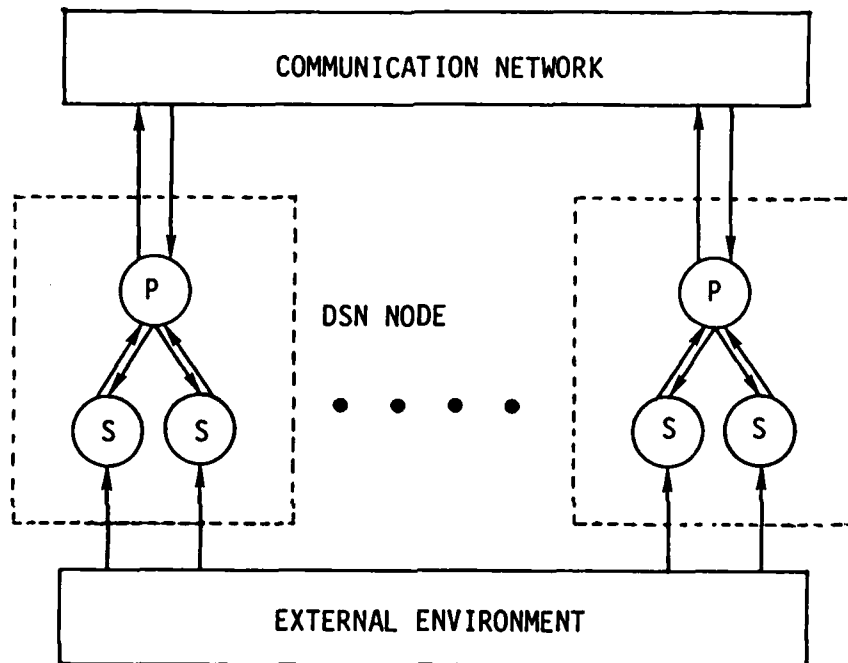 COMMUNICATION NETWORK
P
P
DSN NODE
S
S
S
S
EXTERNAL ENVIRONMENT